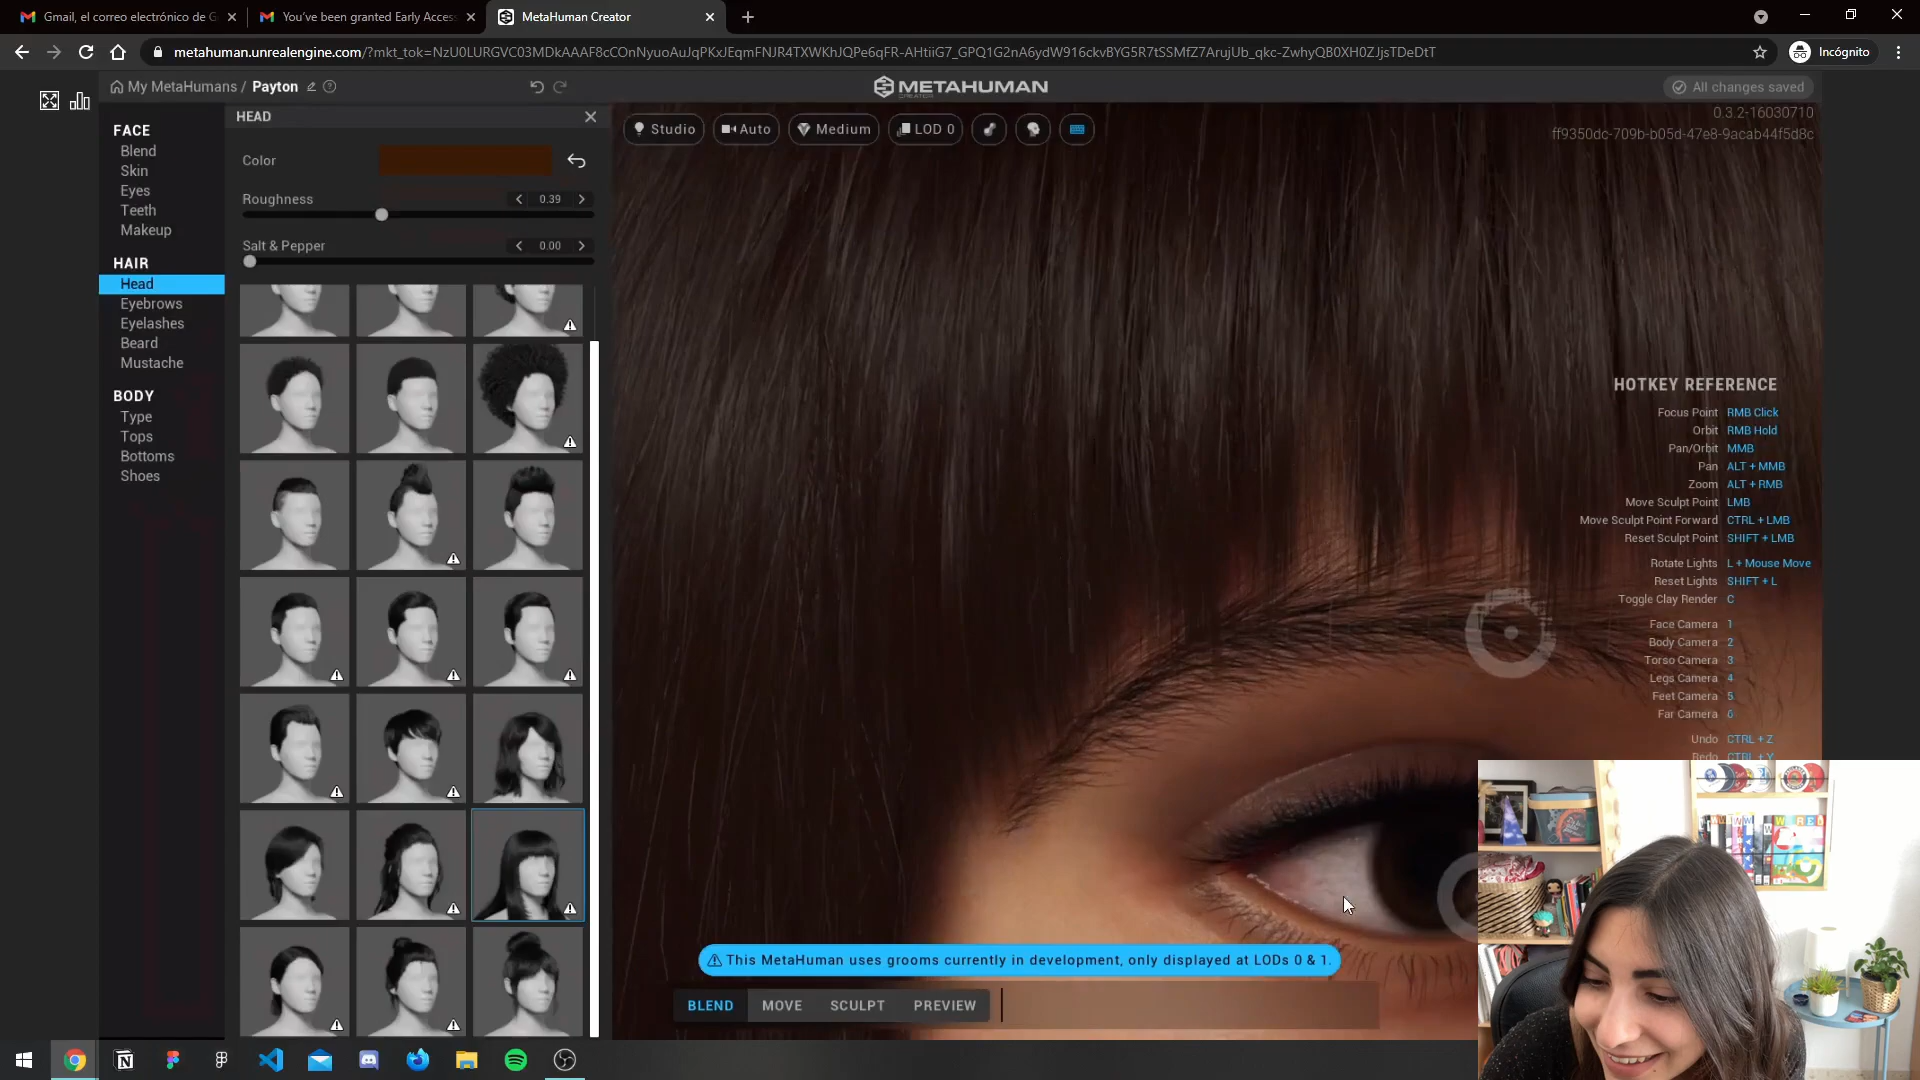 Gmail, el correo electrónico de G
You've been granted Early Access
MetaHuman Creator
metahuman.unrealengine.com/?mkt_tok=NzU0LURGVC03MDkAAAF8cCOnNyuoAuJqPKxJEqmFNJR4TXWKhJQPe6qFR-AHtiiG7_GPQ1G2nA6ydW916ckvBYG5R7tSSMfZ7ArujUb_qkc-ZwhyQB0XH0ZJjsTDeDtT
Incógnito
My MetaHumans / Payton
METAHUMAN
CREATOR
All changes saved
0.3.2-16030710
ff9350dc-709b-b05d-47e8-9acab44f5d8c
FACE
Blend
Skin
Eyes
Teeth
Makeup
HAIR
Head
Eyebrows
Eyelashes
Beard
Mustache
BODY
Type
Tops
Bottoms
Shoes
HEAD
Color
Roughness
0.39
Salt & Pepper
0.00
Studio
Auto
Medium
LOD 0
HOTKEY REFERENCE
Focus Point RMB Click
Orbit RMB Hold
Pan/Orbit MMB
Pan ALT + MMB
Zoom ALT + RMB
Move Sculpt Point LMB
Move Sculpt Point Forward CTRL + LMB
Reset Sculpt Point SHIFT + LMB
Rotate Lights L + Mouse Move
Reset Lights SHIFT + L
Toggle Clay Render C
Face Camera 1
Body Camera 2
Torso Camera 3
Legs Camera 4
Feet Camera 5
Far Camera 6
Undo CTRL + Z
Redo CTRL + Y
This MetaHuman uses grooms currently in development, only displayed at LODs 0 & 1.
BLEND
MOVE
SCULPT
PREVIEW